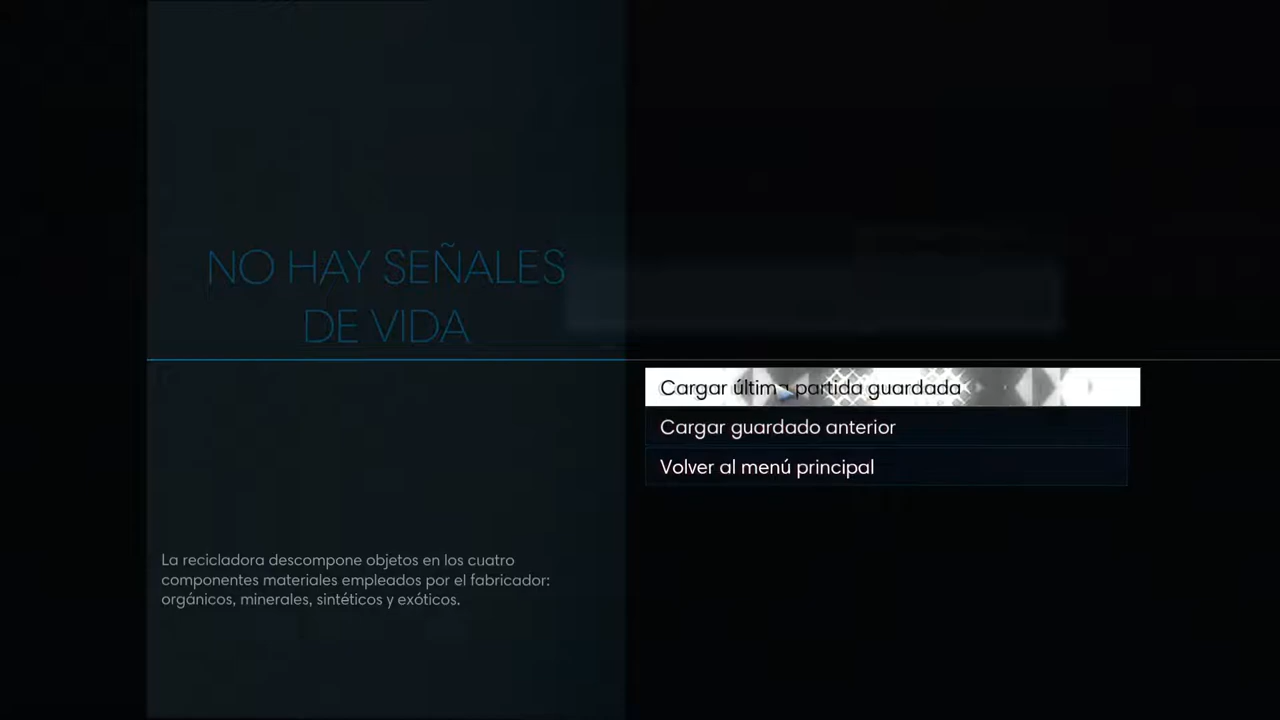 NO HAY SEÑALES
DE VIDA
Cargar última partida guardada
Cargar guardado anterior
Volver al menú principal
La recicladora descompone objetos en los cuatro
componentes materiales empleados por el fabricador:
orgánicos, minerales, sintéticos y exóticos.